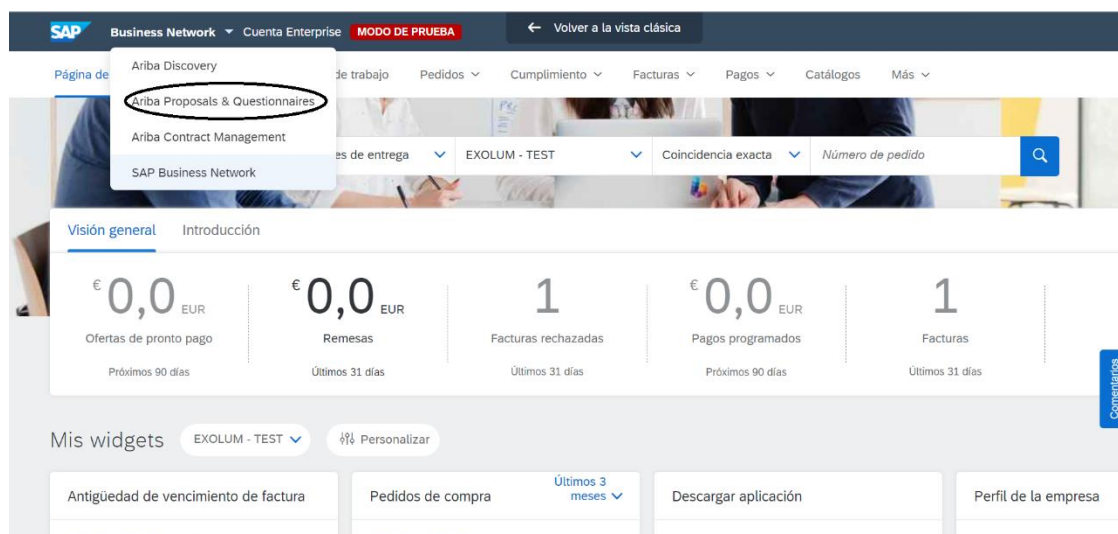 SAP Business Network Cuenta Enterprise MODO DE PRUEBA ← Volver a la vista clásica
Página de de trabajo Pedidos Cumplimiento Facturas Pagos Catálogos Más
Ariba Discovery
Ariba Proposals & Questionnaires
Ariba Contract Management
SAP Business Network
es de entrega EXOLUM - TEST Coincidencia exacta Número de pedido
Visión general Introducción
€ 0,0 EUR € 0,0 EUR 1 € 0,0 EUR 1
Ofertas de pronto pago Remesas Facturas rechazadas Pagos programados Facturas
Próximos 90 días Últimos 31 días Últimos 31 días Próximos 90 días Últimos 31 días
Comentarios
Mis widgets EXOLUM - TEST Personalizar
Antigüedad de vencimiento de factura Pedidos de compra Últimos 3 Descargar aplicación Perfil de la empresa
meses